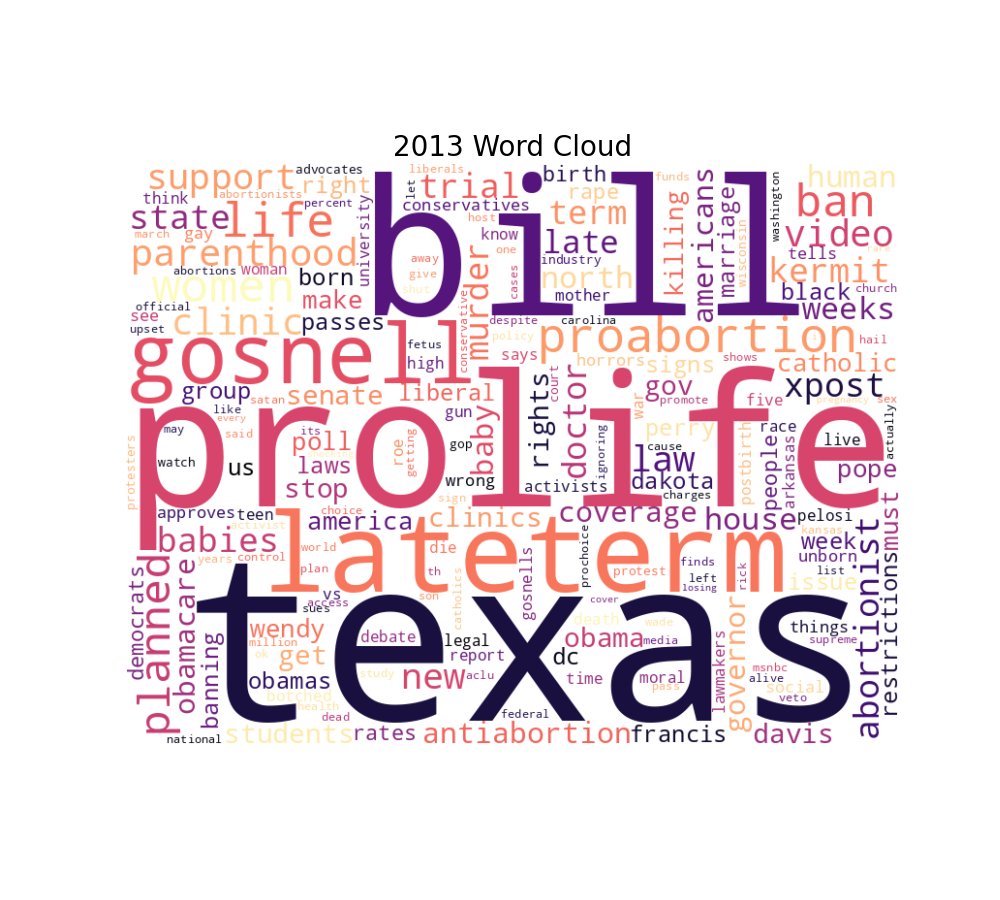 2013 Word Cloud
support
advocates
liberals
birth
funds
human
think
abortionists
right
let
trial
rape
americans
washington
ban
state
life
percent
conservatives
term
killing
marriage
video
march
gay
university
host
know
late
wisconsin
tells
parenthood
bill
one
industry
north
kermit
abortions
woman
born
away
give
cases
mother
black
church
women
official
make
shut
murder
weeks
see
upset
clinic
passes
conservative
despite
carolina
proabortion
hail
gosnell
fetus
high
policy
says
horrors
signs
shows
catholic
group
satan
senate
liberal
rights
doctor
court
gov
promote
five
xpost
pregnancy
sex
like
every
gun
baby
war
perry
race
actually
prolife
may
said
its
poll
roe
getting
gop
ignoring
law
cause
postbirth
people
arkansas
live
protesters
watch
us
laws
wrong
activists
dakota
charges
pope
stop
sign
coverage
house
must
approves
teen
choice
america
clinics
pelosi
kansas
activist
babies
years
control
world
lateterm
die
prochoice
week
unborn
plan
th
protest
finds
list
democrats
planned
obamacare
sues
access
vs
son
catholics
gosnells
cover
left
losing
rick
issue
abortionist
restrictions
texas
banning
million
wendy
debate
legal
death
wade
obama
media
lawmakers
governor
things
supreme
ok
get
report
dc
obamas
study
new
aclu
time
moral
pass
msnbc
alive
social
botched
health
veto
dead
federal
national
students
rates
antiabortion
francis
davis